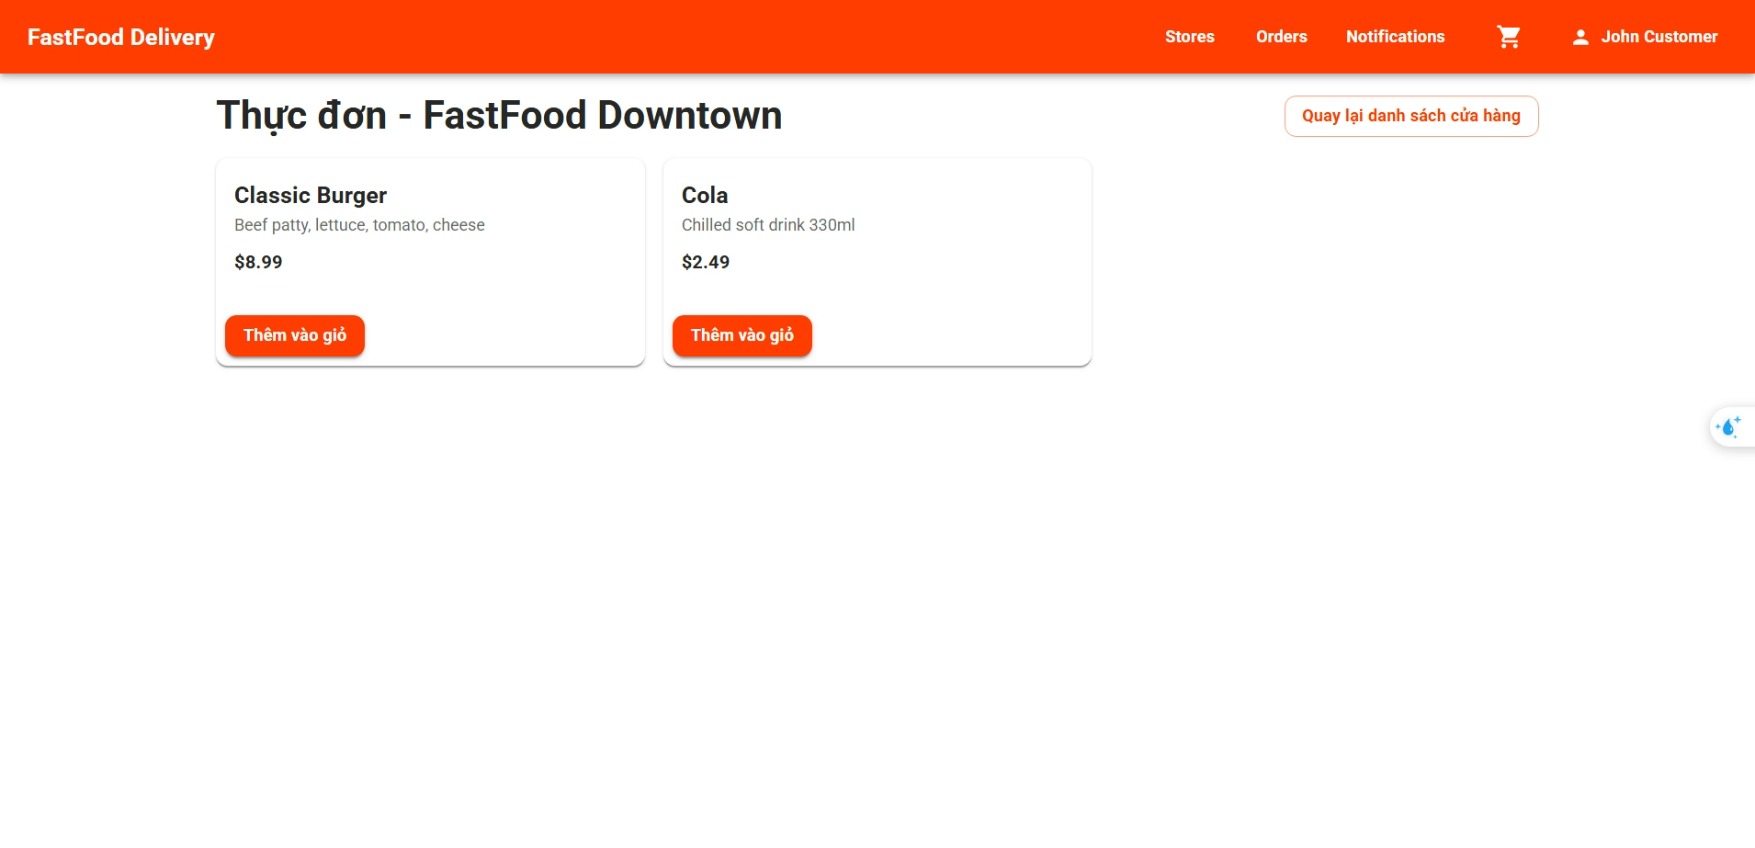 FastFood Delivery
Stores
Orders
Notifications
John Customer
Thực đơn - FastFood Downtown
Quay lại danh sách cửa hàng
Classic Burger
Beef patty, lettuce, tomato, cheese
$8.99
Thêm vào giỏ
Cola
Chilled soft drink 330ml
$2.49
Thêm vào giỏ